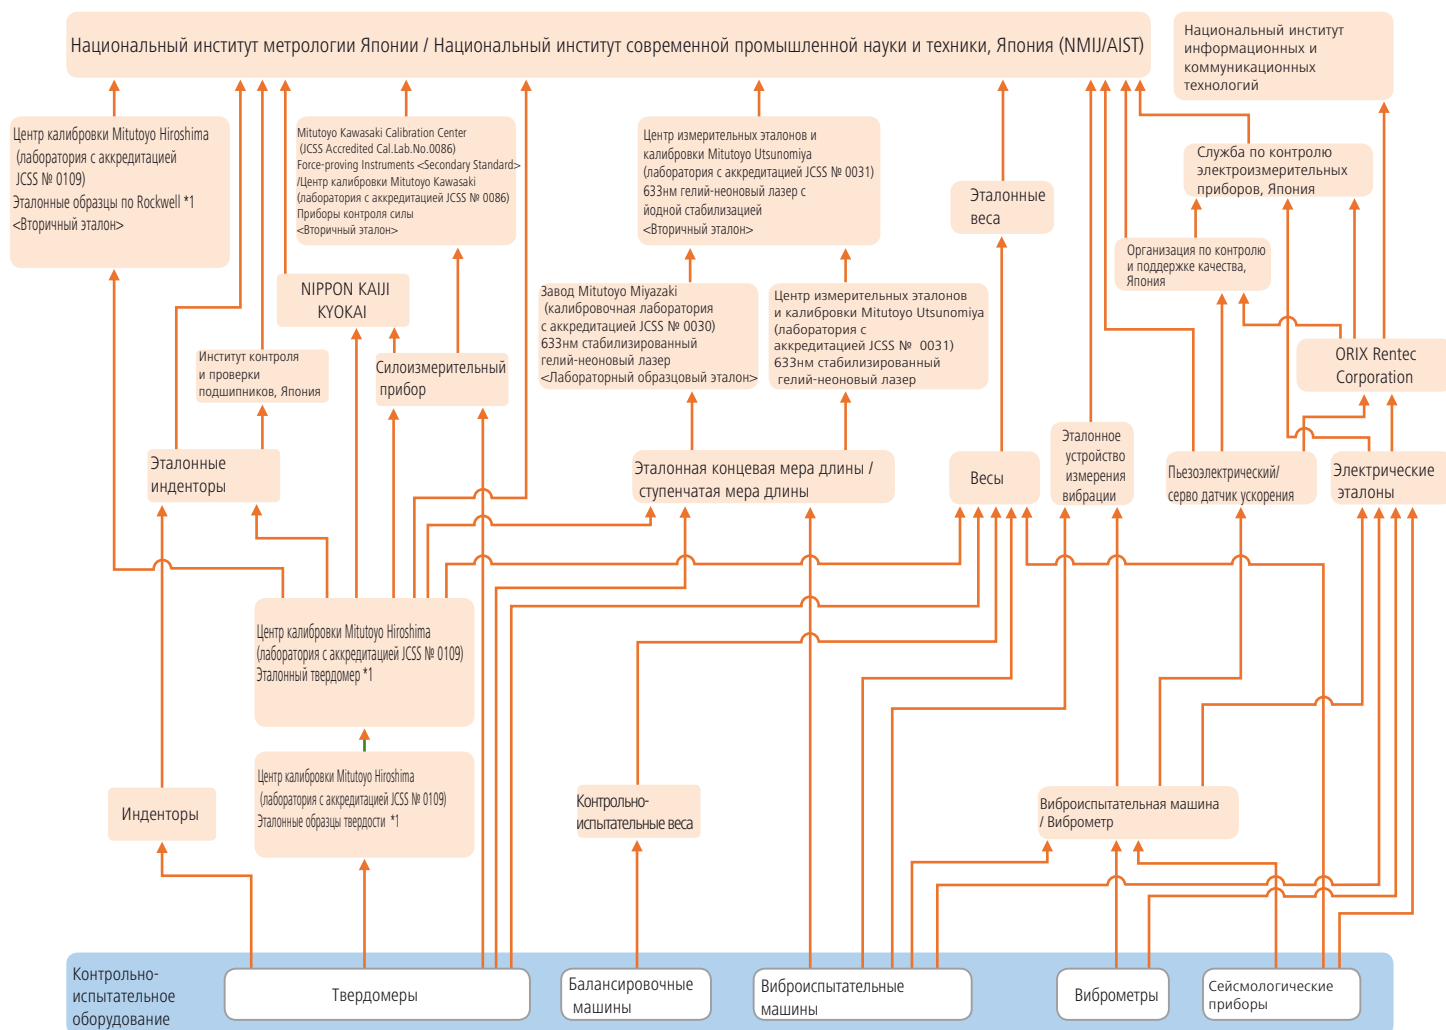 Национальный институт метрологии Японии / Национальный институт современной промышленной науки и техники, Япония (NMIJ/AIST)
Национальный институт
информационных и
коммуникационных
технологий
Центр калибровки Mitutoyo Hiroshima
(лаборатория с аккредитацией
JCSS № 0109)
Эталонные образцы по Rockwell *1
<Вторичный эталон>
Mitutoyo Kawasaki Calibration Center
(JCSS Accredited Cal.Lab.No.0086)
Force-proving Instruments <Secondary Standard>
/Центр калибровки Mitutoyo Kawasaki
(лаборатория с аккредитацией JCSS № 0086)
Приборы контроля силы
<Вторичный эталон>
Центр измерительных эталонов и
калибровки Mitutoyo Utsunomiya
(лаборатория с аккредитацией JCSS № 0031)
633нм гелий-неоновый лазер с
йодной стабилизацией
<Вторичный эталон>
Эталонные
веса
Служба по контролю
электроизмерительных
приборов, Япония
Организация по контролю
и поддержке качества,
Япония
NIPPON KAIJI
KYOKAI
Завод Mitutoyo Miyazaki
(калибровочная лаборатория
с аккредитацией JCSS № 0030)
633нм стабилизированный
гелий-неоновый лазер
<Лабораторный образцовый эталон>
Центр измерительных эталонов
и калибровки Mitutoyo Utsunomiya
(лаборатория с
аккредитацией JCSS № 0031)
633нм стабилизированный
гелий-неоновый лазер
ORIX Rentec
Corporation
Институт контроля
и проверки
подшипников, Япония
Силоизмерительный
прибор
Эталонные
инденторы
Эталонная концевая мера длины /
ступенчатая мера длины
Весы
Эталонное
устройство
измерения
вибрации
Пьезоэлектрический/
серво датчик ускорения
Электрические
эталоны
Центр калибровки Mitutoyo Hiroshima
(лаборатория с аккредитацией JCSS № 0109)
Эталонный твердомер *1
Центр калибровки Mitutoyo Hiroshima
(лаборатория с аккредитацией JCSS № 0109)
Эталонные образцы твердости *1
Инденторы
Контрольно-
испытательные веса
Виброиспытательная машина
/ Виброметр
Контрольно-
испытательное
оборудование
Твердомеры
Балансировочные
машины
Виброиспытательные
машины
Виброметры
Сейсмологические
приборы